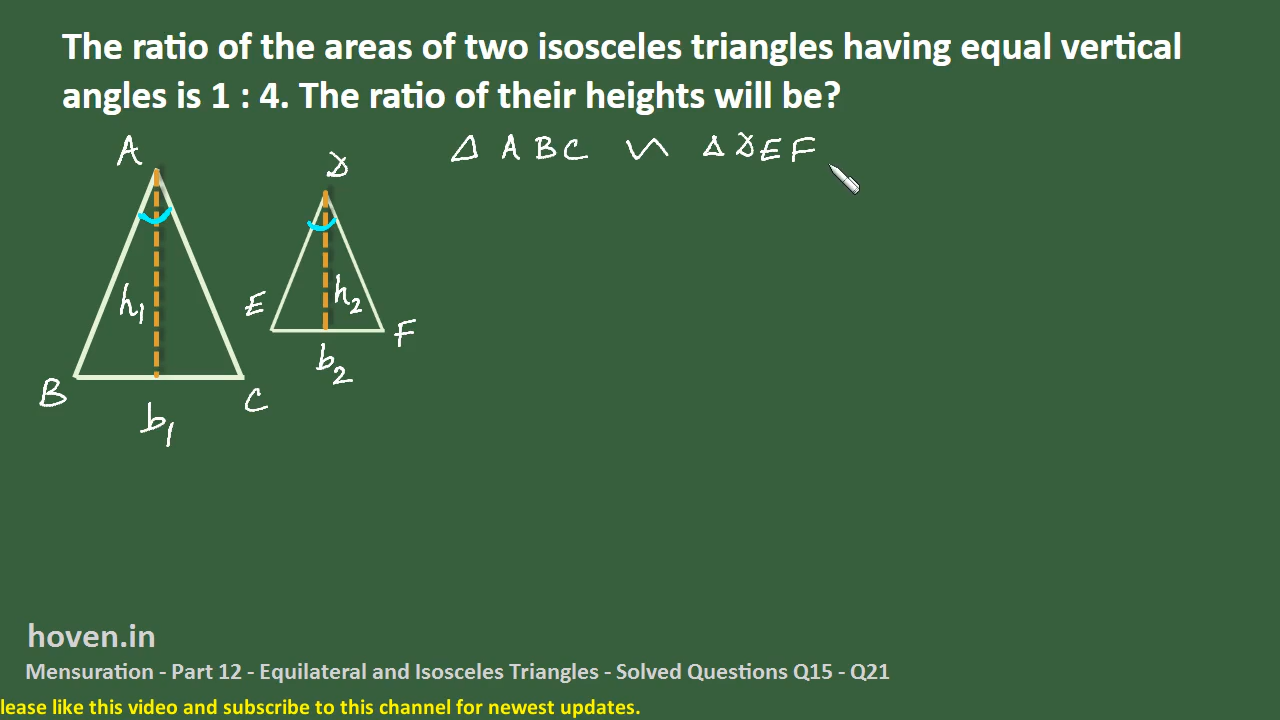 The ratio of the areas of two isosceles triangles having equal vertical
angles is 1 : 4. The ratio of their heights will be?
A
D
Δ ABC ∽ Δ DEF
h1
E
h2
F
b2
B
C
b1
hoven.in
Mensuration - Part 12 - Equilateral and Isosceles Triangles - Solved Questions Q15 - Q21
lease like this video and subscribe to this channel for newest updates.